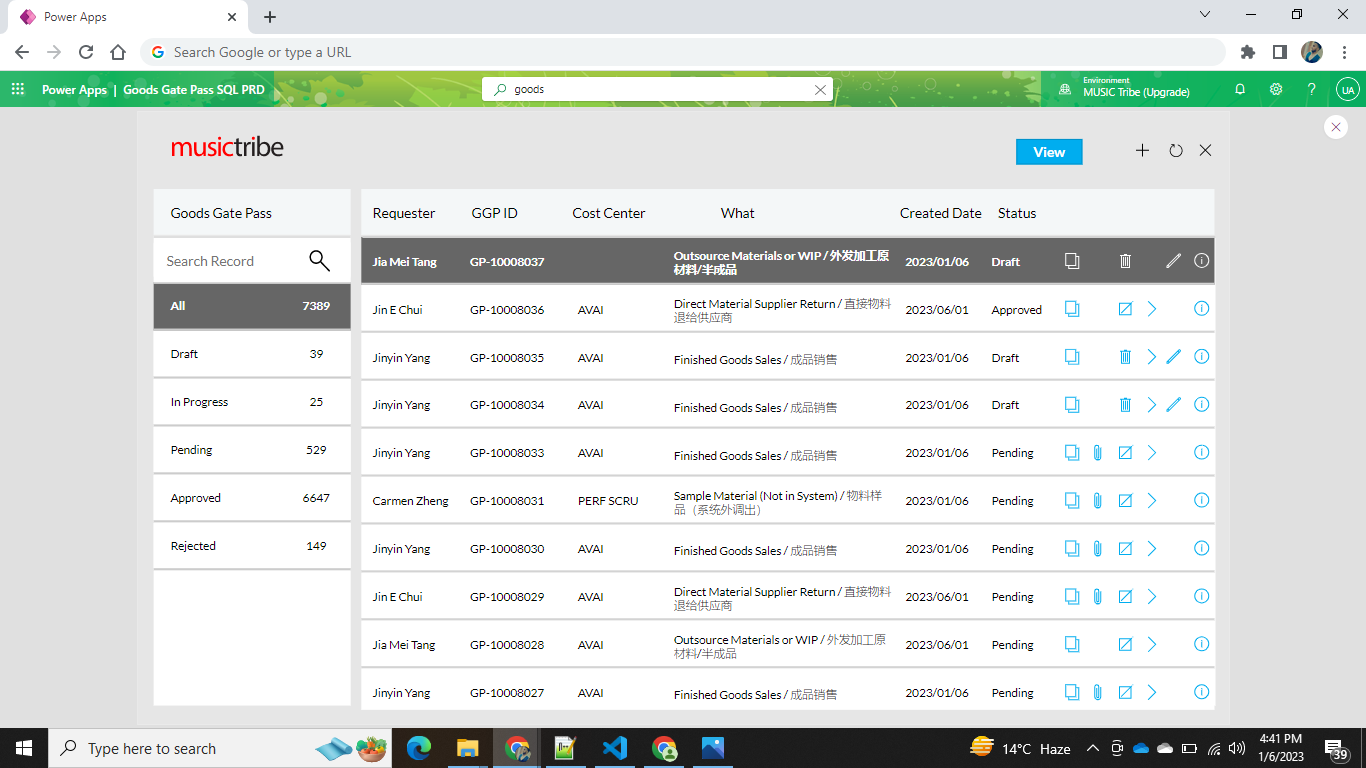 Power Apps
Search Google or type a URL
Power Apps | Goods Gate Pass SQL PRD
goods
Environment
MUSIC Tribe (Upgrade)
UA
musictribe
View
Goods Gate Pass
Requester GGP ID Cost Center What Created Date Status
Search Record
All 7389
Draft 39
In Progress 25
Pending 529
Approved 6647
Rejected 149
Jia Mei Tang GP-10008037 Outsource Materials or WIP / 外发加工原 2023/01/06 Draft
材料/半成品
Jin E Chui GP-10008036 AVAI Direct Material Supplier Return / 直接物料 2023/06/01 Approved
退给供应商
Jinyin Yang GP-10008035 AVAI Finished Goods Sales / 成品销售 2023/01/06 Draft
Jinyin Yang GP-10008034 AVAI Finished Goods Sales / 成品销售 2023/01/06 Draft
Jinyin Yang GP-10008033 AVAI Finished Goods Sales / 成品销售 2023/01/06 Pending
Carmen Zheng GP-10008031 PERF SCRU Sample Material (Not in System) / 物料样 2023/01/06 Pending
品（系统外调出）
Jinyin Yang GP-10008030 AVAI Finished Goods Sales / 成品销售 2023/01/06 Pending
Jin E Chui GP-10008029 AVAI Direct Material Supplier Return / 直接物料 2023/06/01 Pending
退给供应商
Jia Mei Tang GP-10008028 AVAI Outsource Materials or WIP / 外发加工原 2023/06/01 Pending
材料/半成品
Jinyin Yang GP-10008027 AVAI Finished Goods Sales / 成品销售 2023/01/06 Pending
Type here to search
14°C Haze
4:41 PM
1/6/2023
39